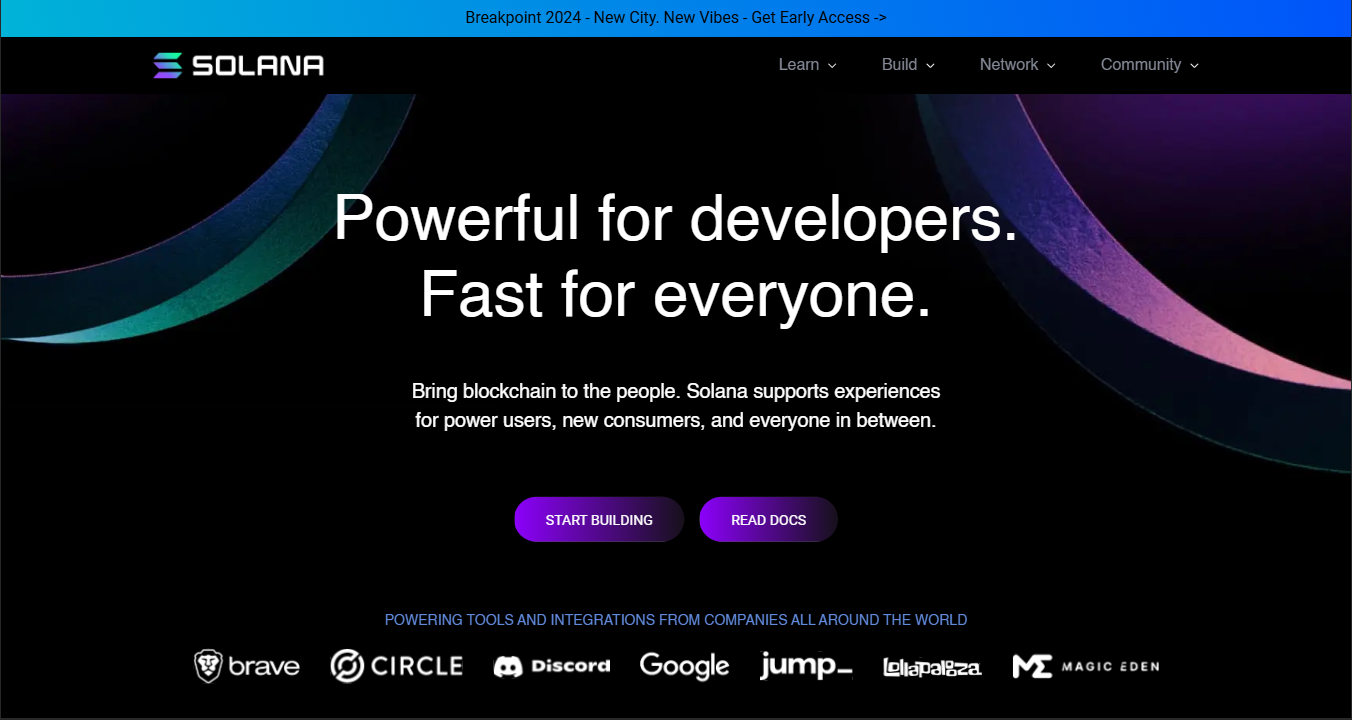 Breakpoint 2024 - New City. New Vibes - Get Early Access ->
SOLANA Learn Build Network Community
Powerful for developers.
Fast for everyone.
Bring blockchain to the people. Solana supports experiences
for power users, new consumers, and everyone in between.
START BUILDING READ DOCS
POWERING TOOLS AND INTEGRATIONS FROM COMPANIES ALL AROUND THE WORLD
brave CIRCLE Discord Google jump_ Lollapalooza ME MAGIC EDEN